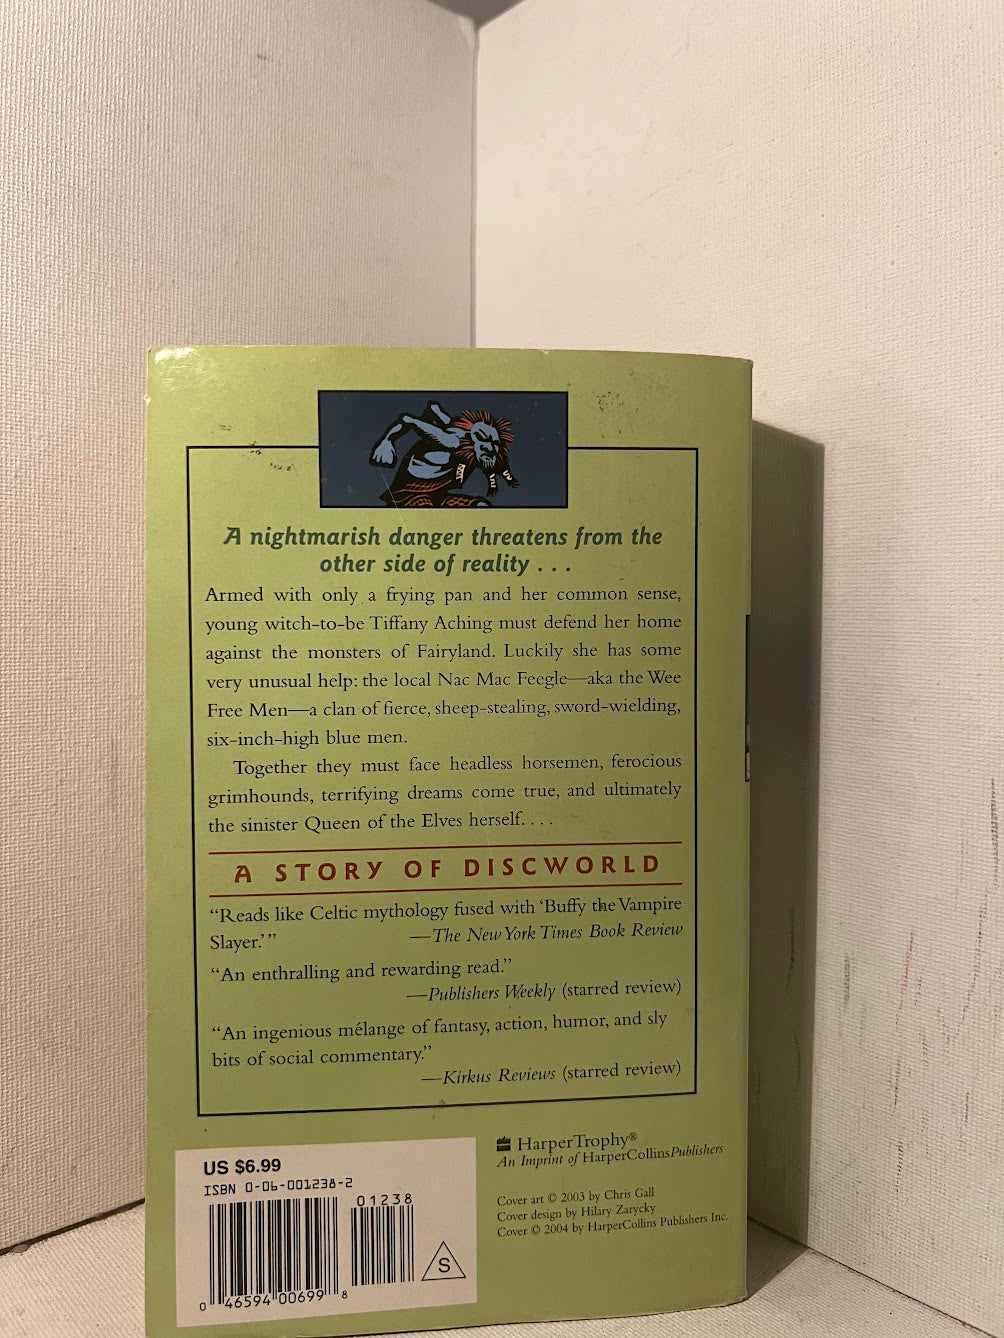 A nightmarish danger threatens from the
other side of reality . . .
Armed with only a frying pan and her common sense,
young witch-to-be Tiffany Aching must defend her home
against the monsters of Fairyland. Luckily she has some
very unusual help: the local Nac Mac Feegle—aka the Wee
Free Men—a clan of fierce, sheep-stealing, sword-wielding,
six-inch-high blue men.
Together they must face headless horsemen, ferocious
grimhounds, terrifying dreams come true, and ultimately
the sinister Queen of the Elves herself. . . .
A STORY OF DISCWORLD
“Reads like Celtic mythology fused with ‘Buffy the Vampire
Slayer.’” —The New York Times Book Review
“An enthralling and rewarding read.”
—Publishers Weekly (starred review)
“An ingenious mélange of fantasy, action, humor, and sly
bits of social commentary.”
—Kirkus Reviews (starred review)
HarperTrophy®
An Imprint of HarperCollinsPublishers
Cover art © 2003 by Chris Gall
Cover design by Hilary Zarycky
Cover © 2004 by HarperCollins Publishers Inc.
US $6.99
ISBN 0-06-001238-2
01238
S
0 46594 00699 8